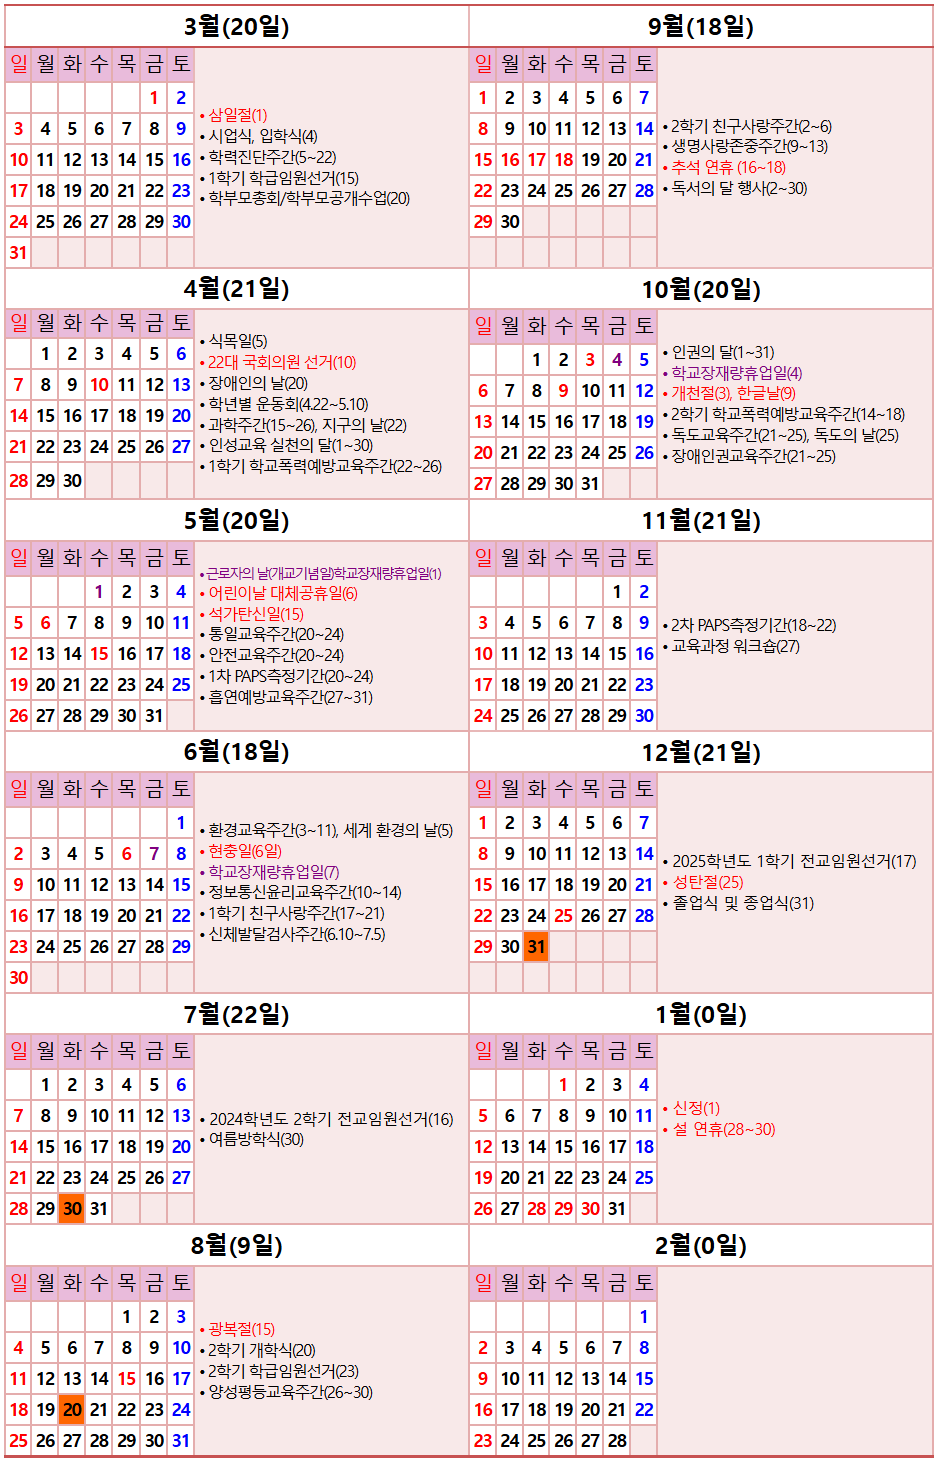 3월(20일)
일 월 화 수 목 금 토
1 2
3 4 5 6 7 8 9
10 11 12 13 14 15 16
17 18 19 20 21 22 23
24 25 26 27 28 29 30
31
• 삼일절(1)
• 시업식, 입학식(4)
• 학력진단주간(5~22)
• 1학기 학급임원선거(15)
• 학부모총회/학부모공개수업(20)
9월(18일)
일 월 화 수 목 금 토
1 2 3 4 5 6 7
8 9 10 11 12 13 14
15 16 17 18 19 20 21
22 23 24 25 26 27 28
29 30
• 2학기 친구사랑주간(2~6)
• 생명사랑존중주간(9~13)
• 추석 연휴 (16~18)
• 독서의 달 행사(2~30)
4월(21일)
일 월 화 수 목 금 토
1 2 3 4 5 6
7 8 9 10 11 12 13
14 15 16 17 18 19 20
21 22 23 24 25 26 27
28 29 30
• 식목일(5)
• 22대 국회의원 선거(10)
• 장애인의 날(20)
• 학년별 운동회(4.22~5.10)
• 과학주간(15~26), 지구의 날(22)
• 인성교육 실천의 달(1~30)
• 1학기 학교폭력예방교육주간(22~26)
10월(20일)
일 월 화 수 목 금 토
1 2 3 4 5
6 7 8 9 10 11 12
13 14 15 16 17 18 19
20 21 22 23 24 25 26
27 28 29 30 31
• 인권의 달(1~31)
• 학교장재량휴업일(4)
• 개천절(3), 한글날(9)
• 2학기 학교폭력예방교육주간(14~18)
• 독도교육주간(21~25), 독도의 날(25)
• 장애인권교육주간(21~25)
5월(20일)
일 월 화 수 목 금 토
1 2 3 4
5 6 7 8 9 10 11
12 13 14 15 16 17 18
19 20 21 22 23 24 25
26 27 28 29 30 31
• 근로자의 날(개교기념일)학교장재량휴업일(1)
• 어린이날 대체공휴일(6)
• 석가탄신일(15)
• 통일교육주간(20~24)
• 안전교육주간(20~24)
• 1차 PAPS측정기간(20~24)
• 흡연예방교육주간(27~31)
11월(21일)
일 월 화 수 목 금 토
1 2
3 4 5 6 7 8 9
10 11 12 13 14 15 16
17 18 19 20 21 22 23
24 25 26 27 28 29 30
• 2차 PAPS측정기간(18~22)
• 교육과정 워크숍(27)
6월(18일)
일 월 화 수 목 금 토
1
2 3 4 5 6 7 8
9 10 11 12 13 14 15
16 17 18 19 20 21 22
23 24 25 26 27 28 29
30
• 환경교육주간(3~11), 세계 환경의 날(5)
• 현충일(6일)
• 학교장재량휴업일(7)
• 정보통신윤리교육주간(10~14)
• 1학기 친구사랑주간(17~21)
• 신체발달검사주간(6.10~7.5)
12월(21일)
일 월 화 수 목 금 토
1 2 3 4 5 6 7
8 9 10 11 12 13 14
15 16 17 18 19 20 21
22 23 24 25 26 27 28
29 30 31
• 2025학년도 1학기 전교임원선거(17)
• 성탄절(25)
• 졸업식 및 종업식(31)
7월(22일)
일 월 화 수 목 금 토
1 2 3 4 5 6
7 8 9 10 11 12 13
14 15 16 17 18 19 20
21 22 23 24 25 26 27
28 29 30 31
• 2024학년도 2학기 전교임원선거(16)
• 여름방학식(30)
1월(0일)
일 월 화 수 목 금 토
1 2 3 4
5 6 7 8 9 10 11
12 13 14 15 16 17 18
19 20 21 22 23 24 25
26 27 28 29 30 31
• 신정(1)
• 설 연휴(28~30)
8월(9일)
일 월 화 수 목 금 토
1 2 3
4 5 6 7 8 9 10
11 12 13 14 15 16 17
18 19 20 21 22 23 24
25 26 27 28 29 30 31
• 광복절(15)
• 2학기 개학식(20)
• 2학기 학급임원선거(23)
• 양성평등교육주간(26~30)
2월(0일)
일 월 화 수 목 금 토
1
2 3 4 5 6 7 8
9 10 11 12 13 14 15
16 17 18 19 20 21 22
23 24 25 26 27 28